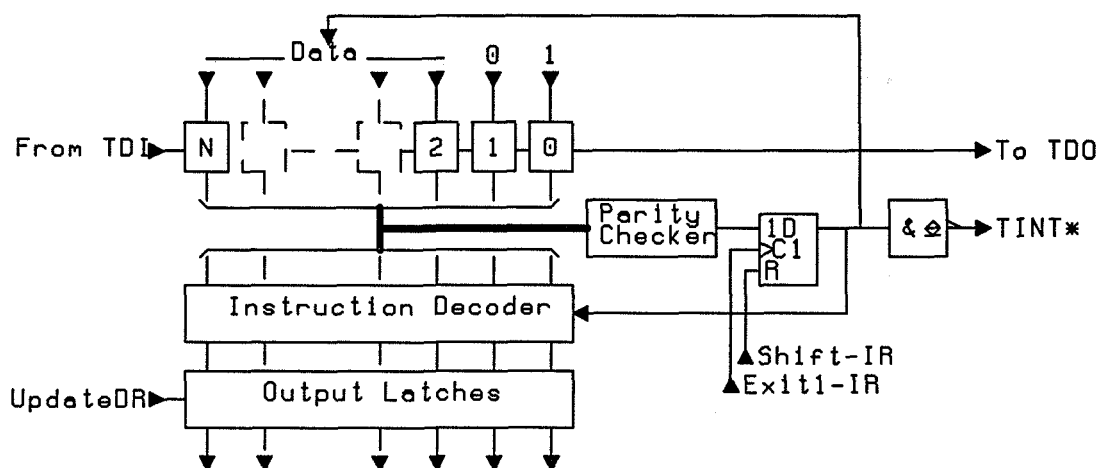 Data 0 1
From TDI N 2 1 0 To TDO
Parity
Checker
1D
C1
R
& TINT*
Instruction Decoder
Shift-IR
Exit1-IR
UpdateDR Output Latches